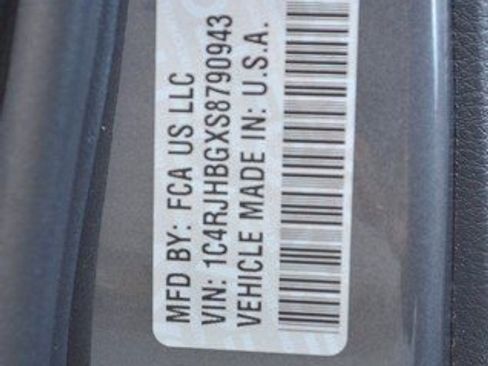 MFD BY: FCA US LLC
VIN: 1C4RJHBGXS8790943
VEHICLE MADE IN: U.S.A.